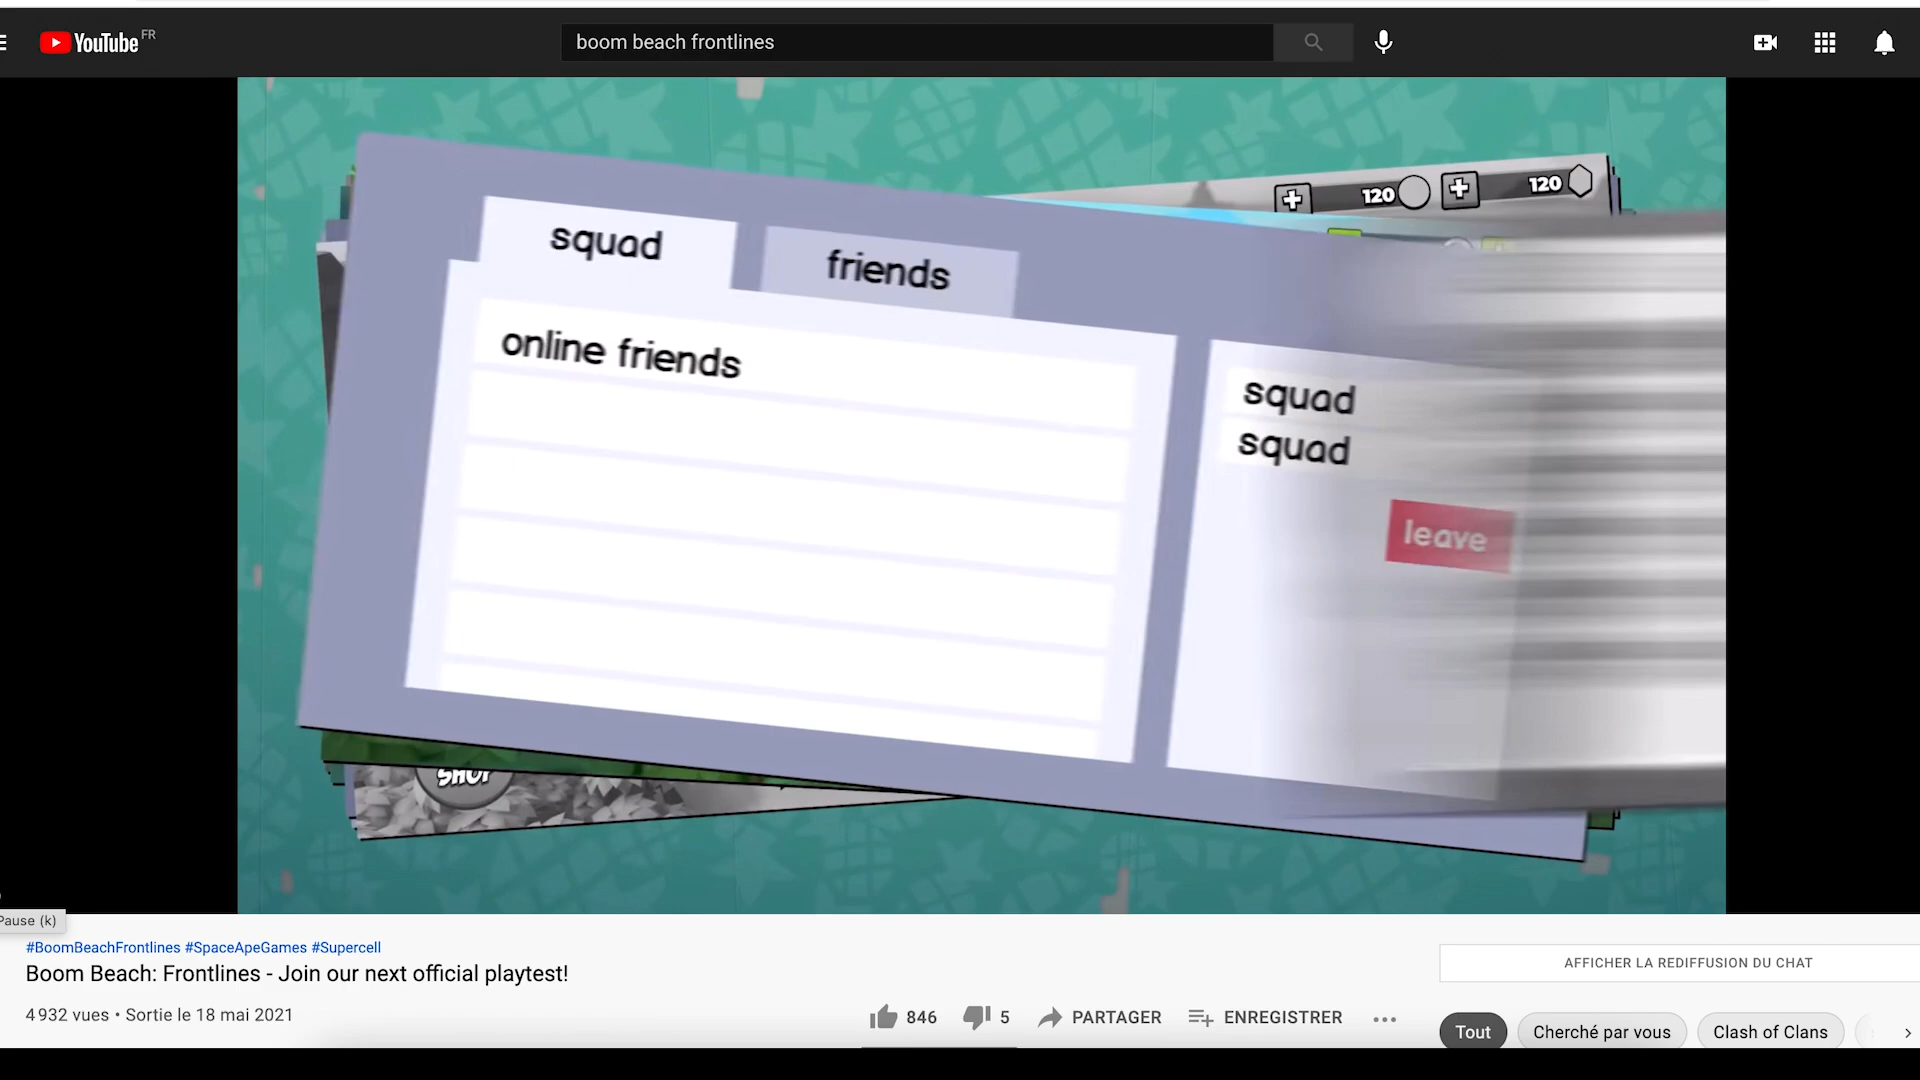 YouTube FR
boom beach frontlines
120 120
squad
friends
online friends
squad
squad
leave
SHOP
Pause (k)
#BoomBeachFrontlines #SpaceApeGames #Supercell
Boom Beach: Frontlines - Join our next official playtest!
4 932 vues • Sortie le 18 mai 2021
846 5 PARTAGER ENREGISTRER
AFFICHER LA REDIFFUSION DU CHAT
Tout Cherché par vous Clash of Clans